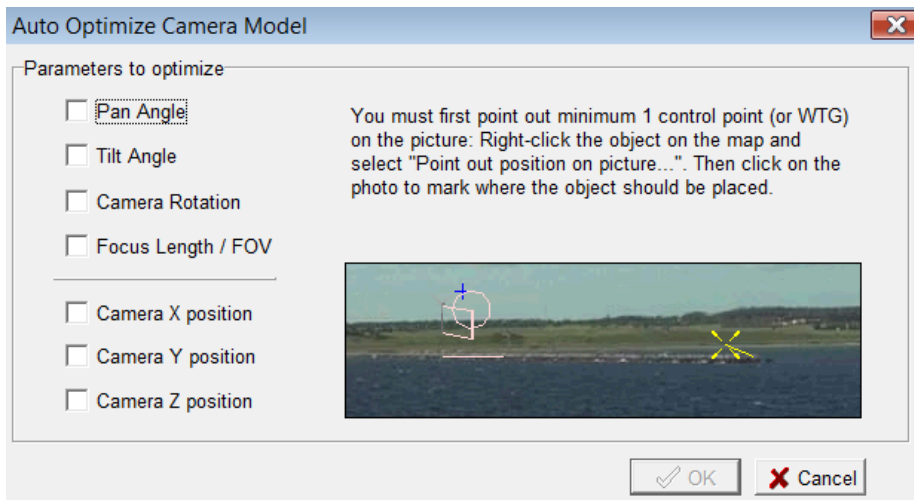 Auto Optimize Camera Model
Parameters to optimize
Pan Angle
Tilt Angle
Camera Rotation
Focus Length / FOV
Camera X position
Camera Y position
Camera Z position
You must first point out minimum 1 control point (or WTG)
on the picture: Right-click the object on the map and
select "Point out position on picture...". Then click on the
photo to mark where the object should be placed.
OK
Cancel